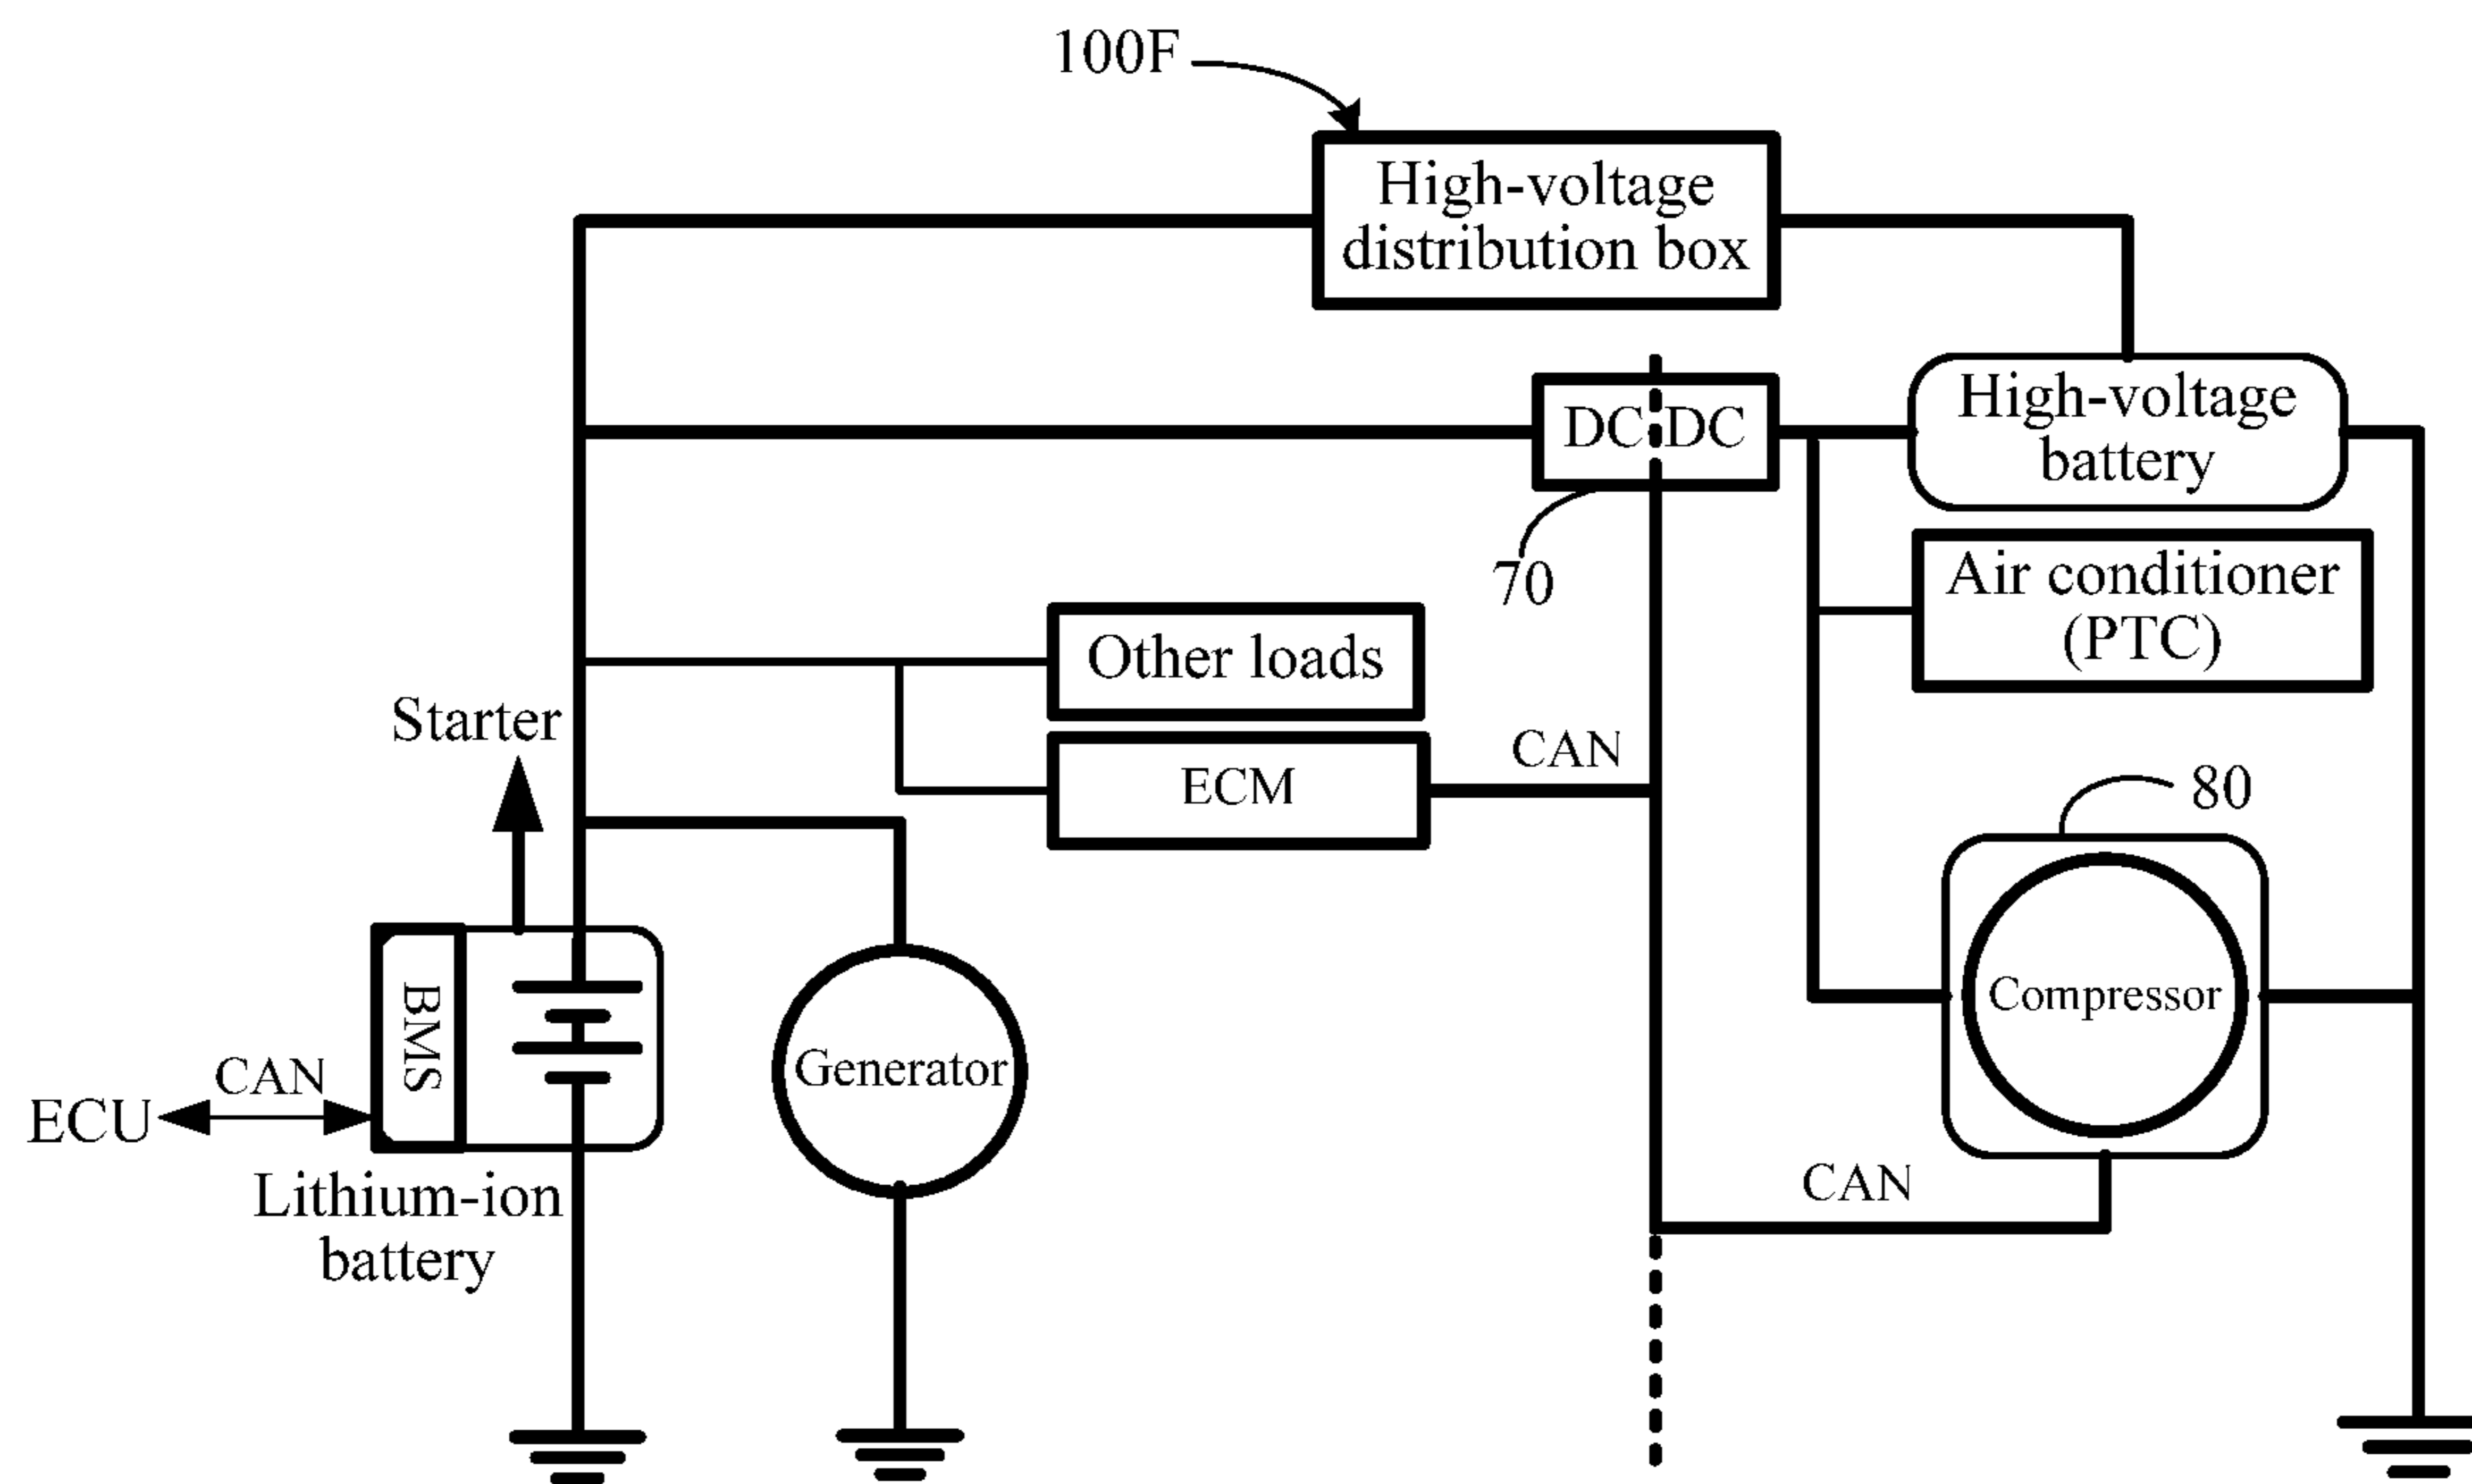 100F
High-voltage
distribution box
DC DC
High-voltage
battery
70
Air conditioner
(PTC)
Other loads
Starter
CAN
ECM
80
BMS
Compressor
Generator
CAN
ECU
CAN
Lithium-ion
battery